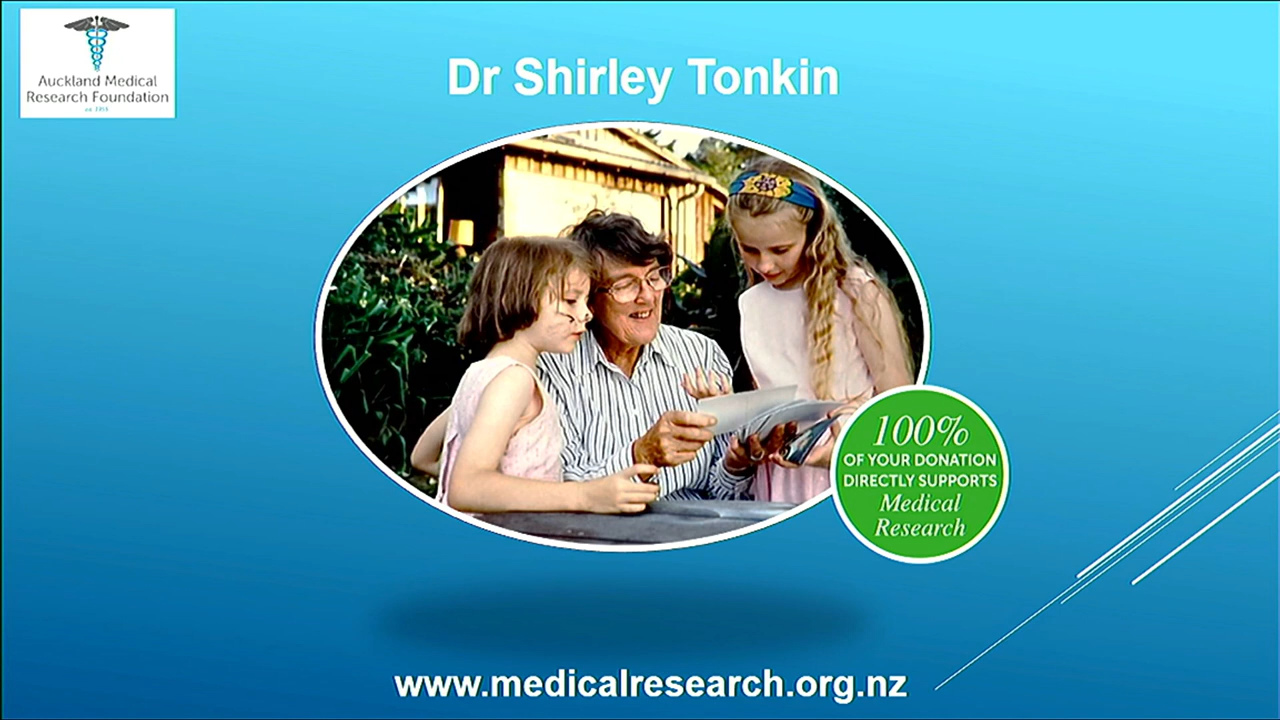 Auckland Medical
Research Foundation
Dr Shirley Tonkin
100%
OF YOUR DONATION
DIRECTLY SUPPORTS
Medical
Research
www.medicalresearch.org.nz